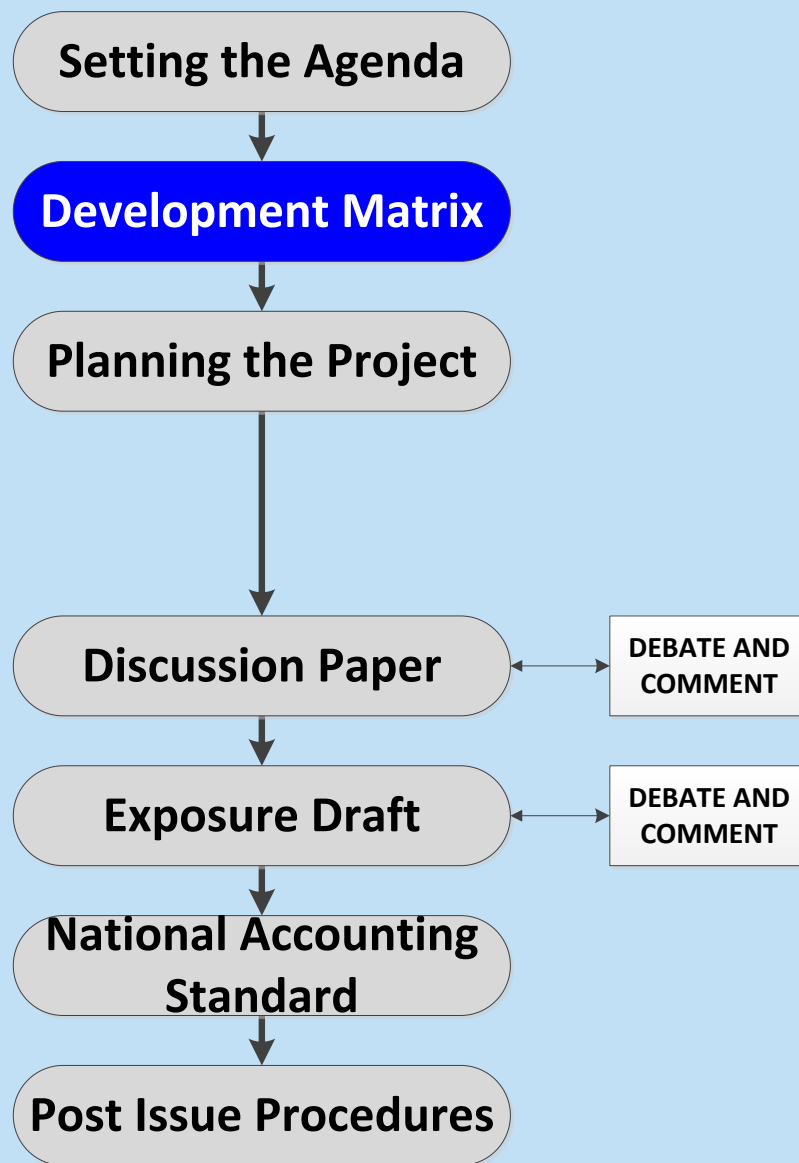 Setting the Agenda
Development Matrix
Planning the Project
Discussion Paper
DEBATE AND
COMMENT
Exposure Draft
DEBATE AND
COMMENT
National Accounting
Standard
Post Issue Procedures